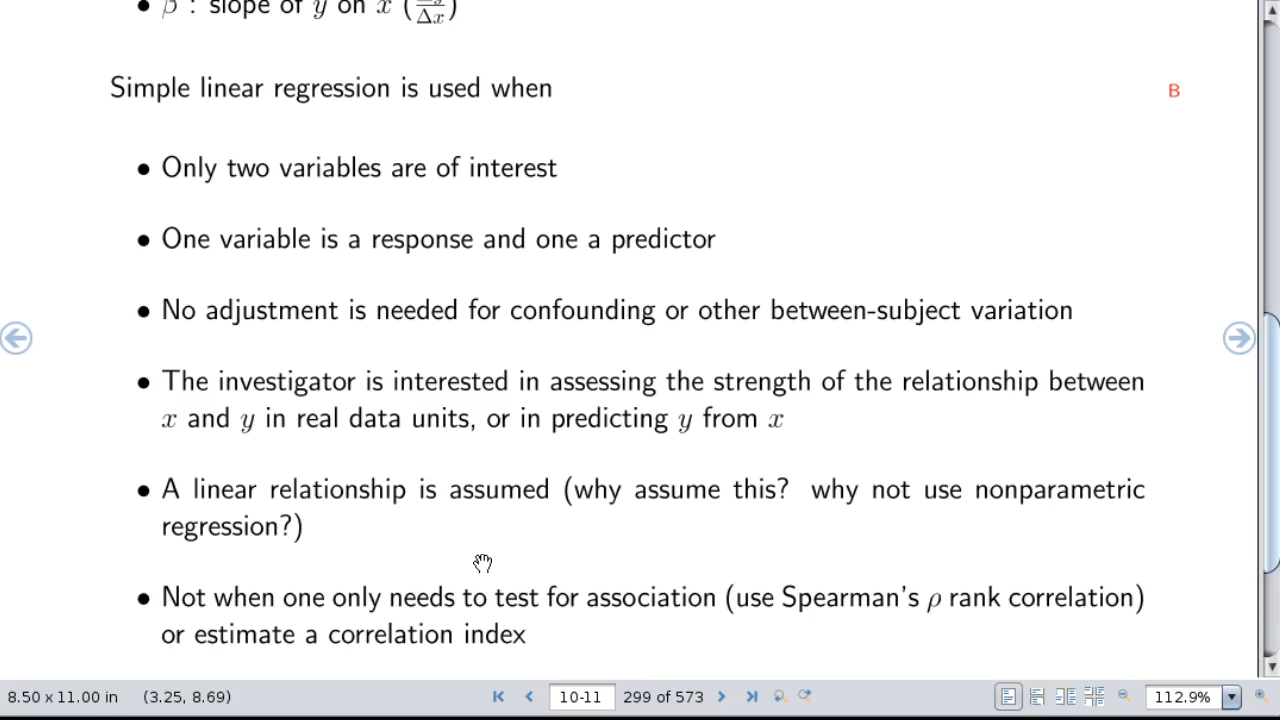 • β : slope of y on x (Δy/Δx)
Simple linear regression is used when
B
• Only two variables are of interest
• One variable is a response and one a predictor
• No adjustment is needed for confounding or other between-subject variation
• The investigator is interested in assessing the strength of the relationship between
x and y in real data units, or in predicting y from x
• A linear relationship is assumed (why assume this? why not use nonparametric
regression?)
• Not when one only needs to test for association (use Spearman's ρ rank correlation)
or estimate a correlation index
8.50 x 11.00 in (3.25, 8.69) 10-11 299 of 573 112.9%